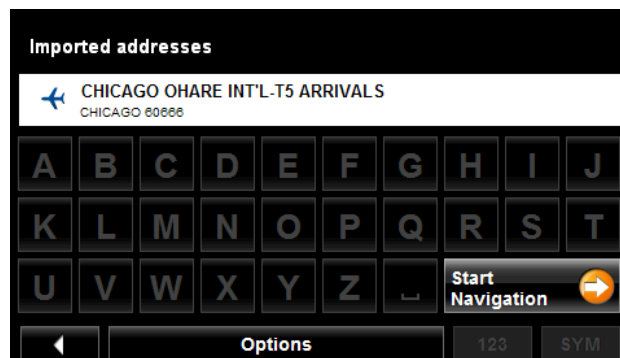 Imported addresses
CHICAGO OHARE INT'L-T5 ARRIVALS
CHICAGO 60666
A B C D E F G H I J
K L M N O P Q R S T
U V W X Y Z ␣ Start Navigation
Options 123 SYM